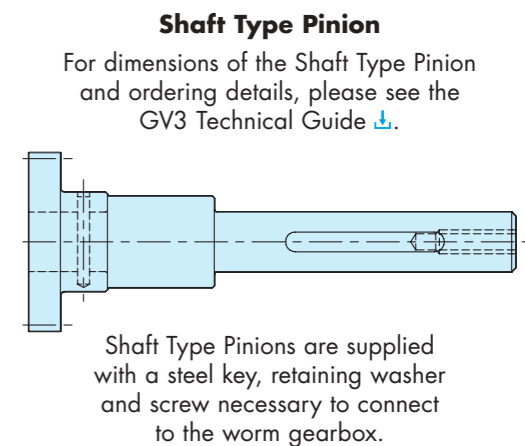 Shaft Type Pinion
For dimensions of the Shaft Type Pinion
and ordering details, please see the
GV3 Technical Guide .
Shaft Type Pinions are supplied
with a steel key, retaining washer
and screw necessary to connect
to the worm gearbox.